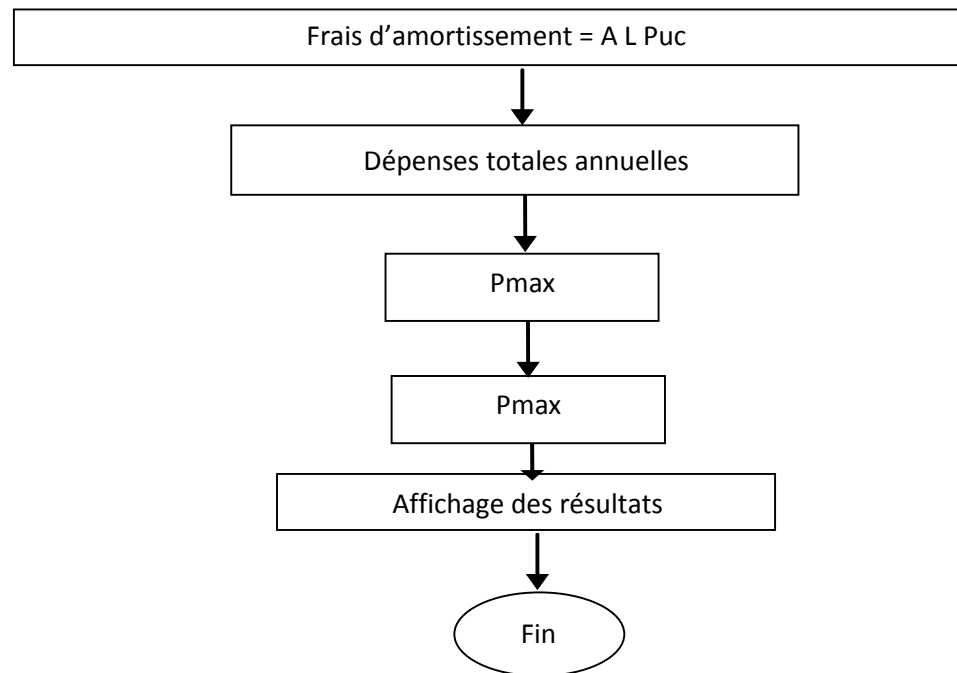 Frais d’amortissement = A L Puc
Dépenses totales annuelles
Pmax
Pmax
Affichage des résultats
Fin